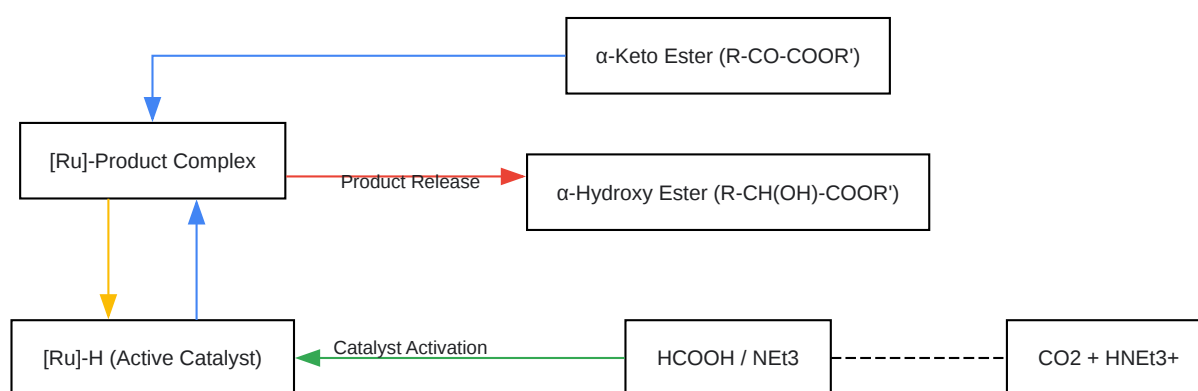 α-Keto Ester (R-CO-COOR')
[Ru]-Product Complex
Product Release
α-Hydroxy Ester (R-CH(OH)-COOR')
[Ru]-H (Active Catalyst)
Catalyst Activation
HCOOH / NEt3
CO2 + HNEt3+